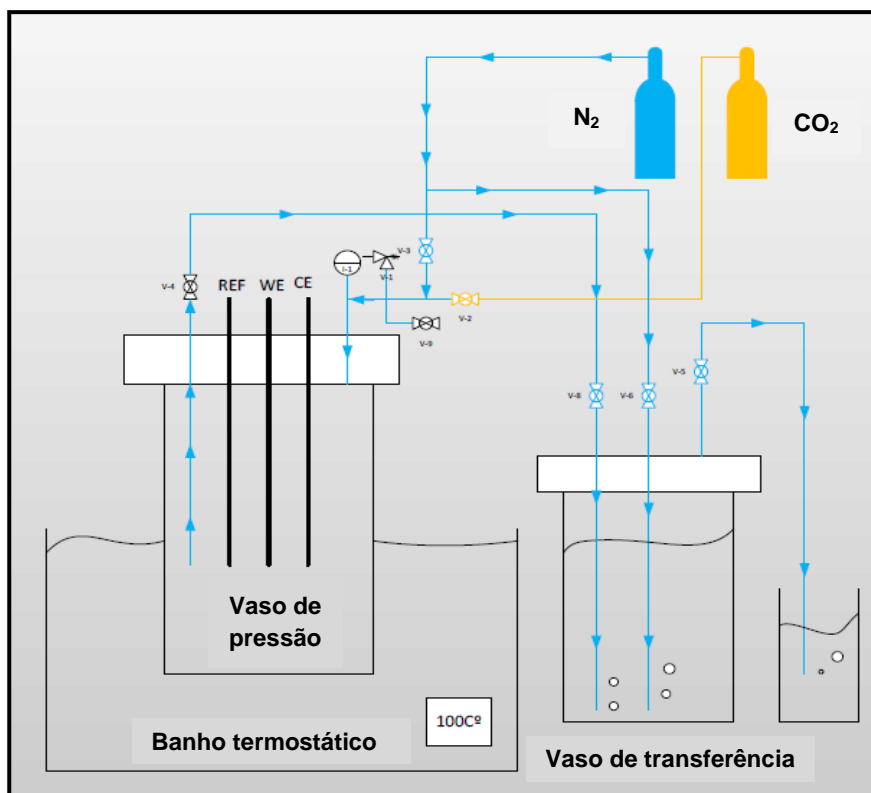 N₂
CO₂
V-3
I-1
V-1
V-4
REF WE CE
V-2
V-9
V-5
V-8
V-6
Vaso de
pressão
100Cº
Banho termostático
Vaso de transferência